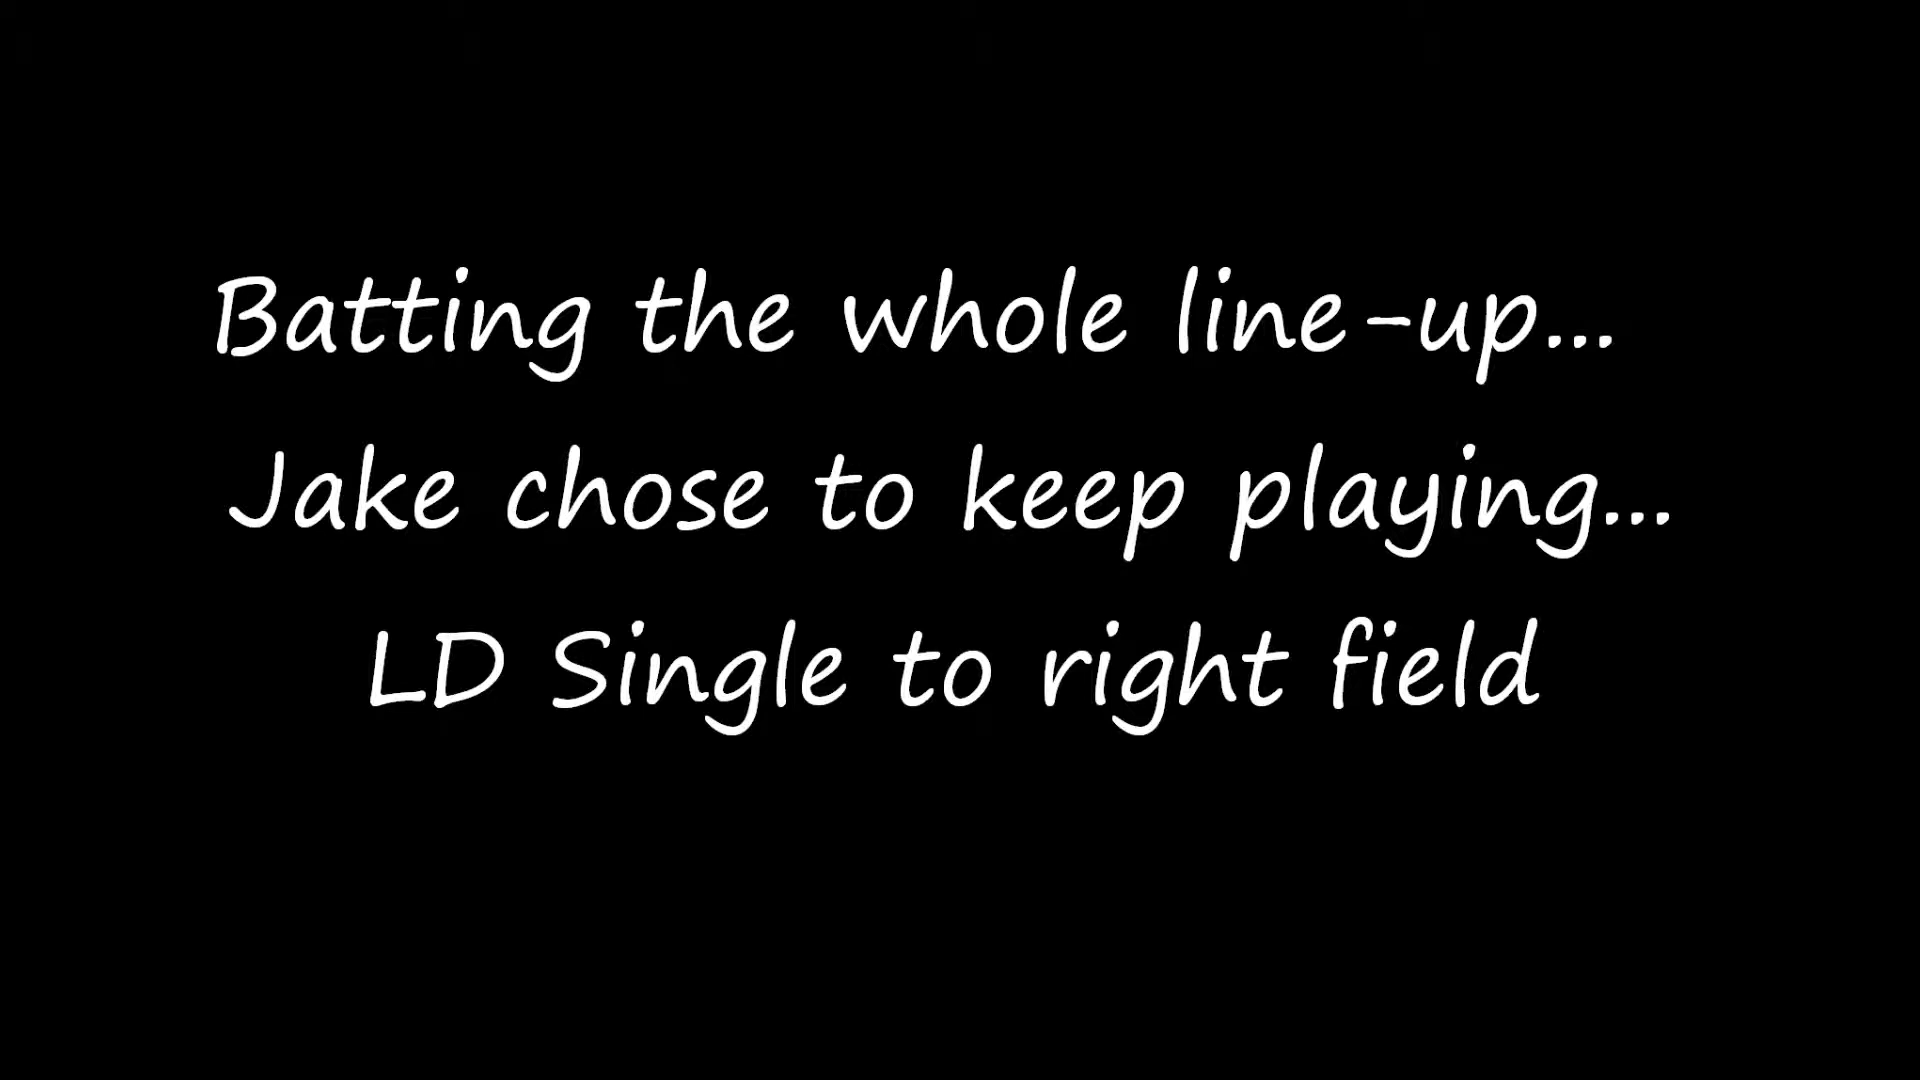 Batting the whole line-up...
Jake chose to keep playing...
LD Single to right field